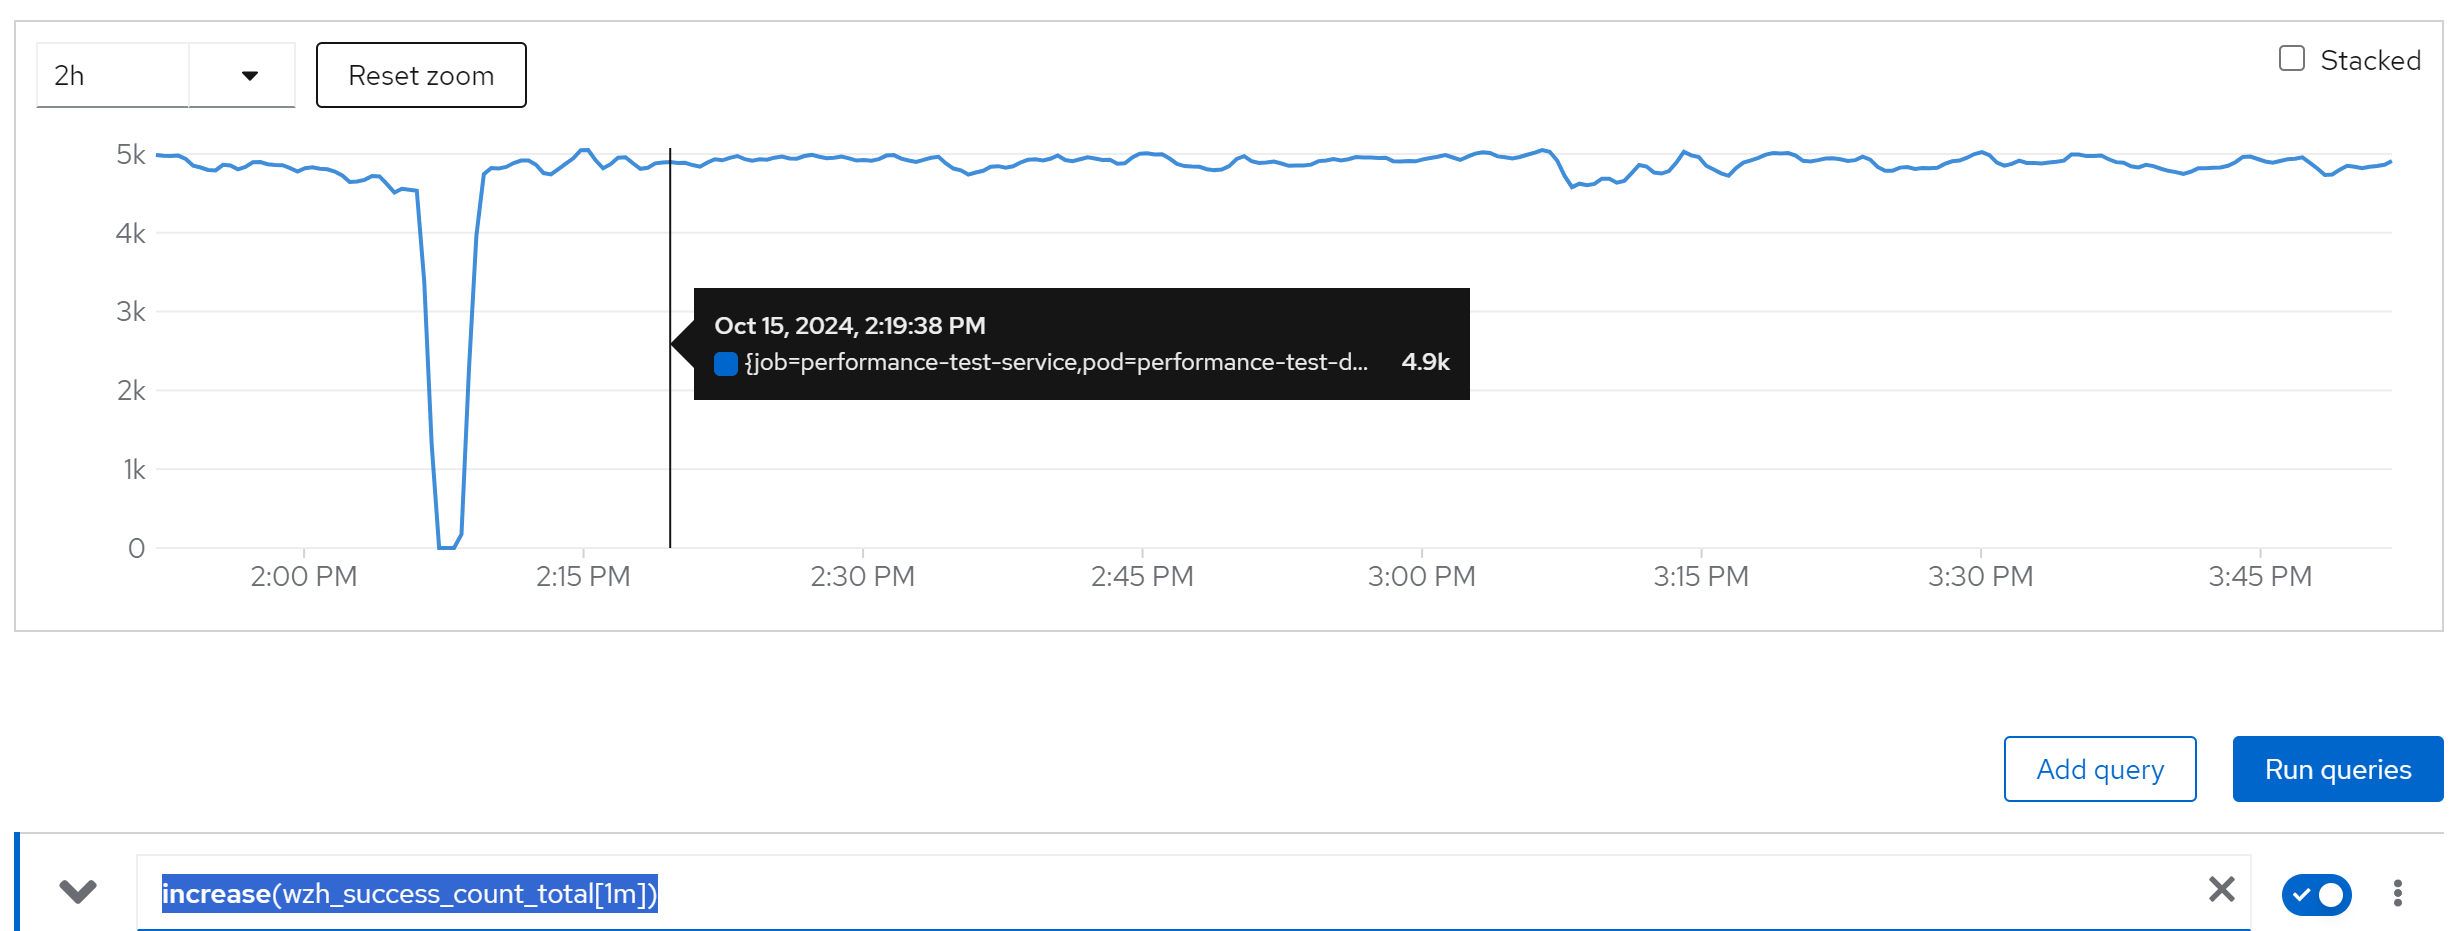 2h
Reset zoom
Stacked
5k
4k
3k
2k
1k
0
Oct 15, 2024, 2:19:38 PM
{job=performance-test-service,pod=performance-test-d... 4.9k
2:00 PM 2:15 PM 2:30 PM 2:45 PM 3:00 PM 3:15 PM 3:30 PM 3:45 PM
Add query
Run queries
increase(wzh_success_count_total[1m])